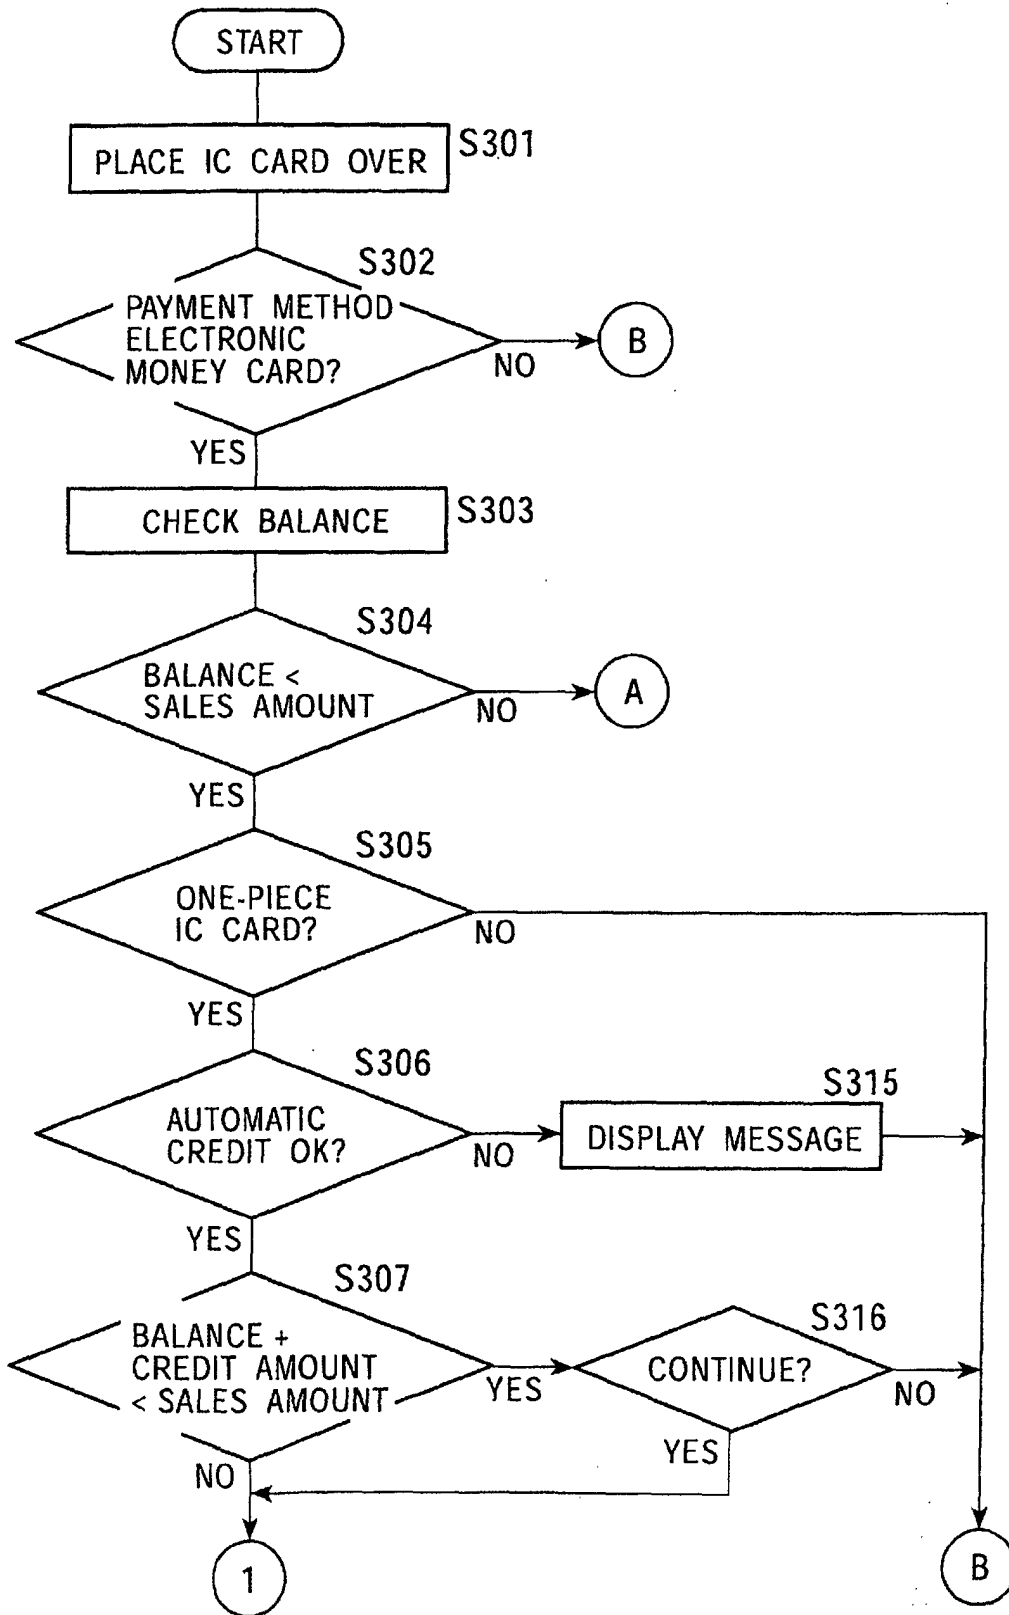 START
S301
PLACE IC CARD OVER
S302
PAYMENT METHOD
ELECTRONIC
MONEY CARD?
B
NO
YES
S303
CHECK BALANCE
S304
BALANCE <
SALES AMOUNT
A
NO
YES
S305
ONE-PIECE
IC CARD?
NO
YES
S306
AUTOMATIC
CREDIT OK?
NO
S315
DISPLAY MESSAGE
YES
S307
BALANCE +
CREDIT AMOUNT
< SALES AMOUNT
YES
S316
CONTINUE?
NO
YES
NO
1
B